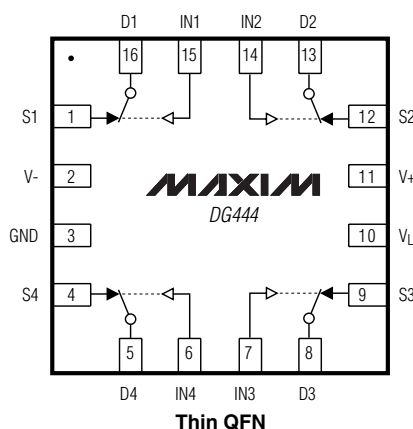 D1 IN1 IN2 D2
16 15 14 13
S1 1 12 S2
V- 2 11 V+
MAXIM
DG444
GND 3 10 VL
S4 4 9 S3
5 6 7 8
D4 IN4 IN3 D3
Thin QFN